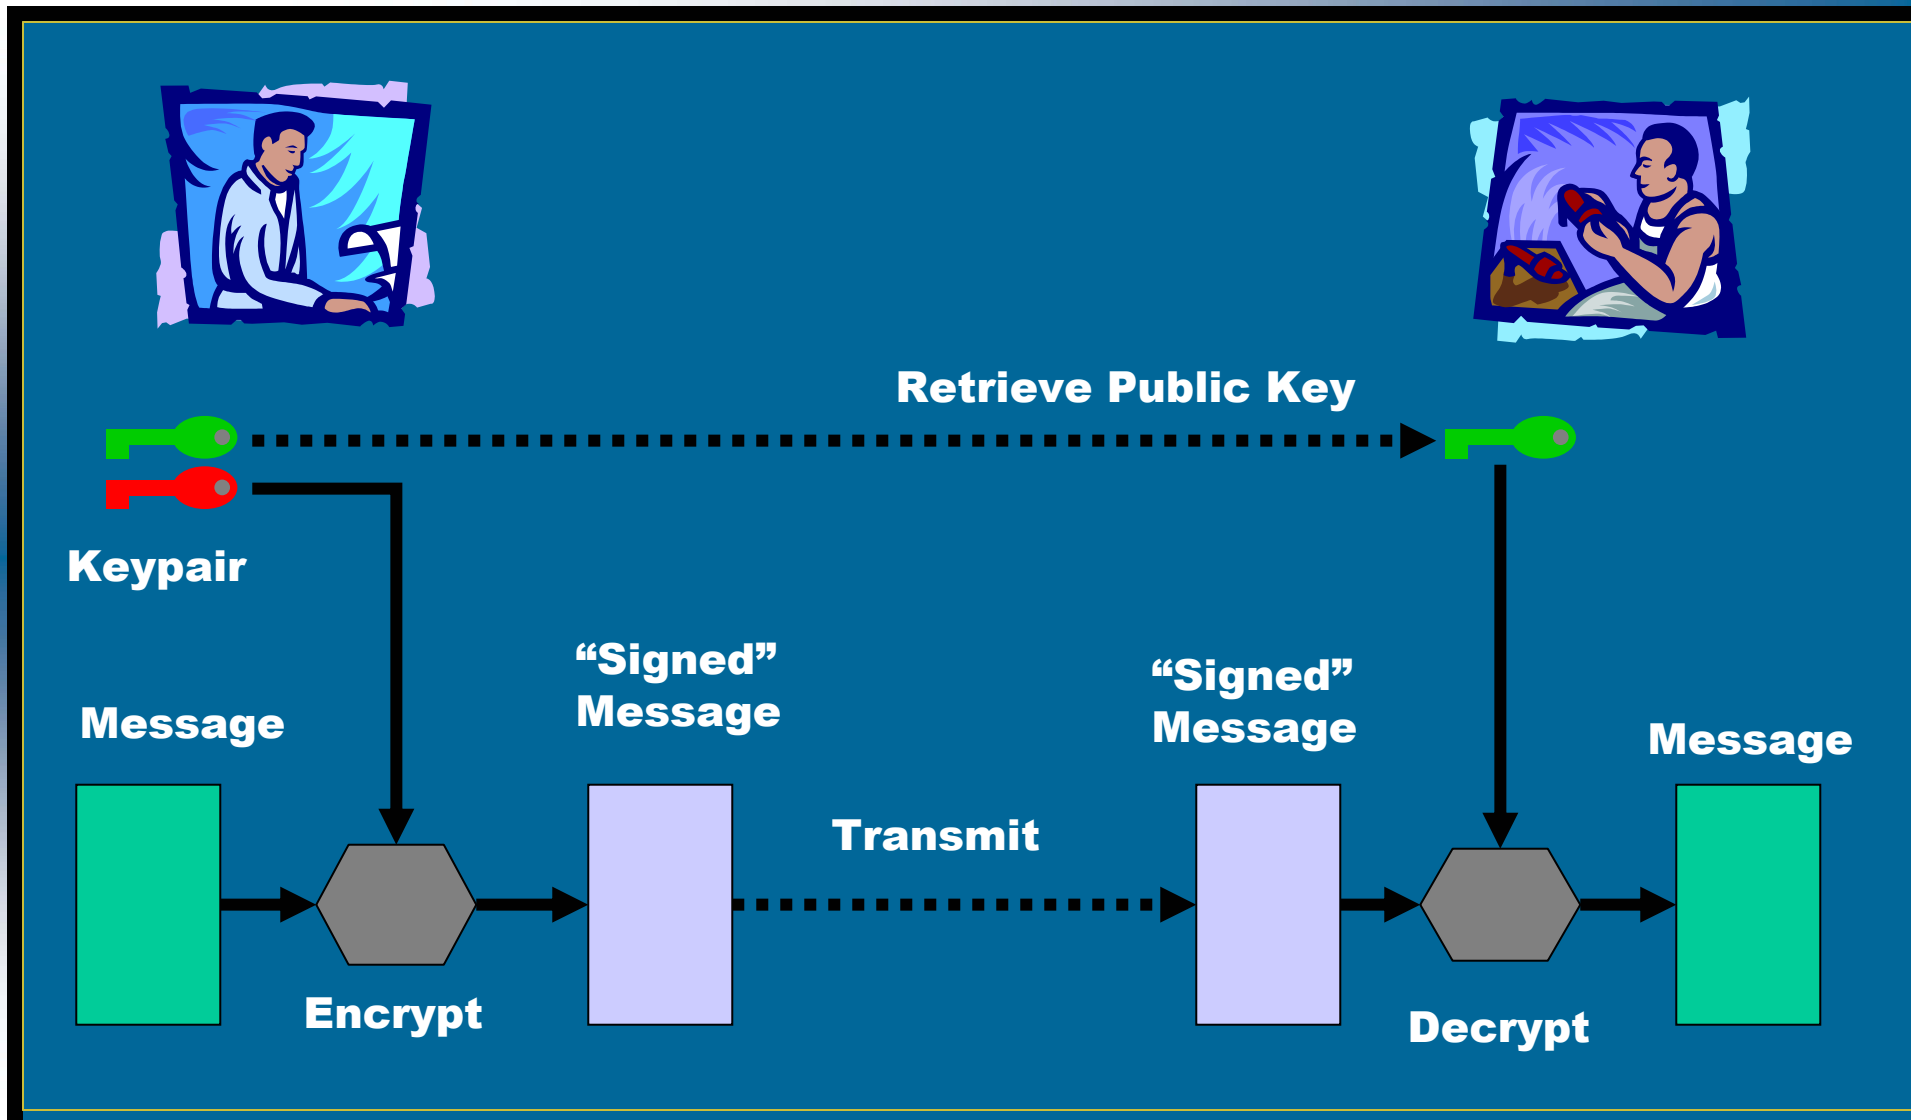 Retrieve Public Key
Keypair
“Signed”
Message
“Signed”
Message
Message
Message
Transmit
Encrypt
Decrypt